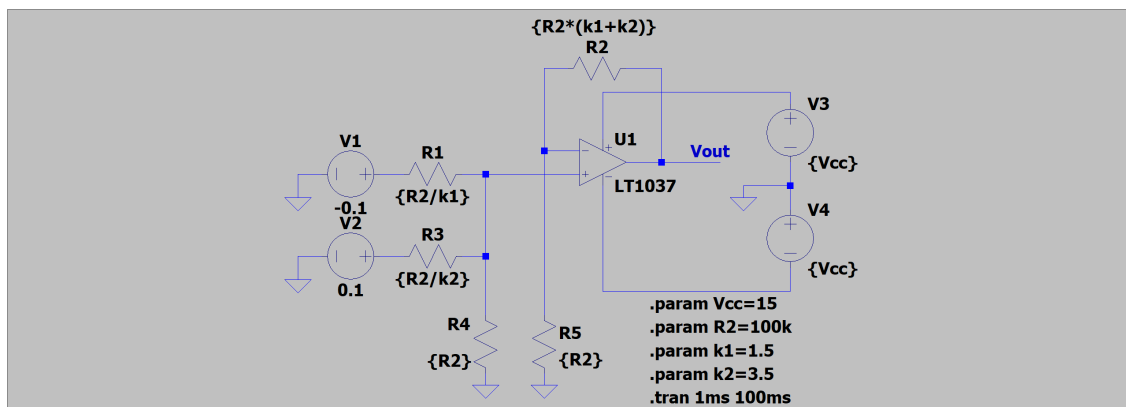 {R2*(k1+k2)}
R2
V3
{Vcc}
U1
+
-
-
+
Vout
LT1037
V1
-0.1
R1
{R2/k1}
V2
0.1
R3
{R2/k2}
V4
{Vcc}
R4
{R2}
R5
{R2}
.param Vcc=15
.param R2=100k
.param k1=1.5
.param k2=3.5
.tran 1ms 100ms